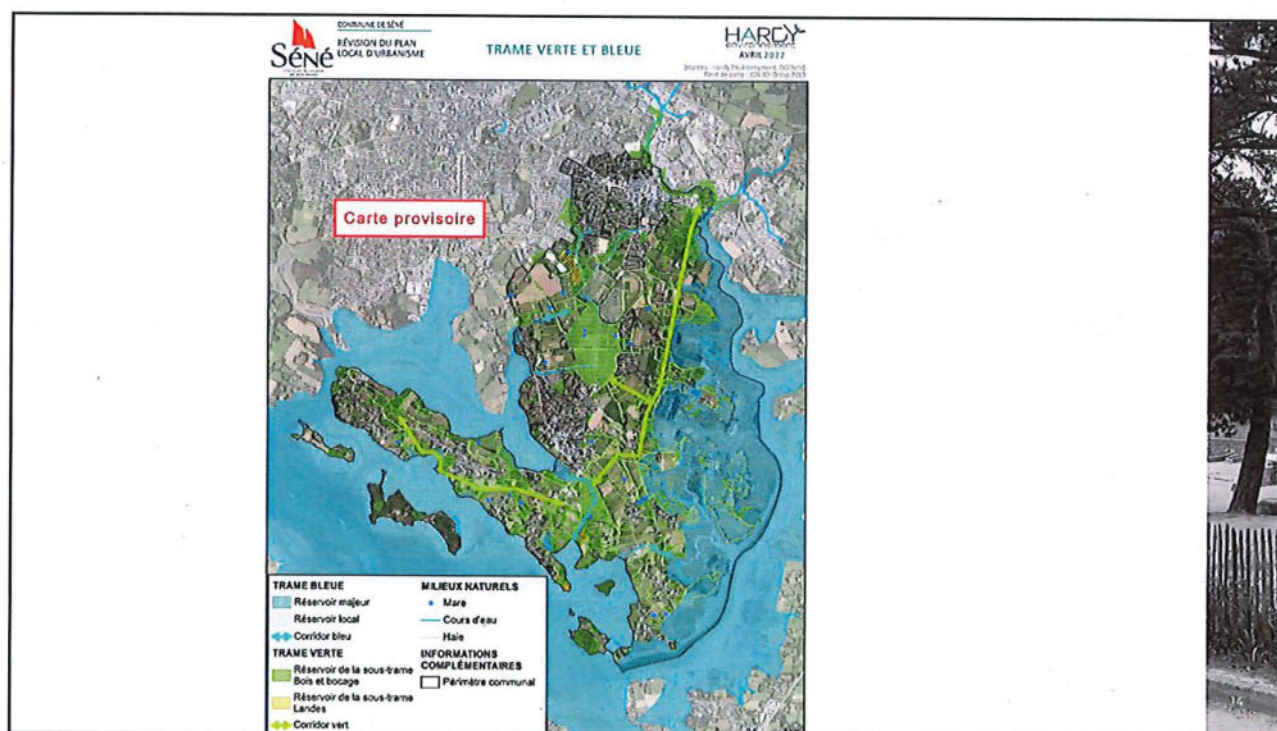 COMMUNE DE SÉNÉ
Séné
RÉVISION DU PLAN
LOCAL D'URBANISME
TRAME VERTE ET BLEUE
HARDY
environnement
AVRIL 2022
Carte provisoire
TRAME BLEUE
Réservoir majeur
Réservoir local
Corridor bleu
TRAME VERTE
Réservoir de la sous-trame
Bois et bocage
Réservoir de la sous-trame
Landes
Corridor vert
MILIEUX NATURELS
Mare
Cours d'eau
Haie
INFORMATIONS
COMPLÉMENTAIRES
Périmètre communal
14